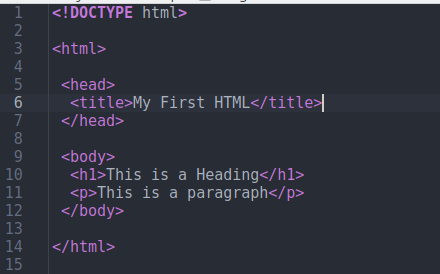 1 <!DOCTYPE html>
2
3 <html>
4
5 <head>
6 <title>My First HTML</title>
7 </head>
8
9 <body>
10 <h1>This is a Heading</h1>
11 <p>This is a paragraph</p>
12 </body>
13
14 </html>
15